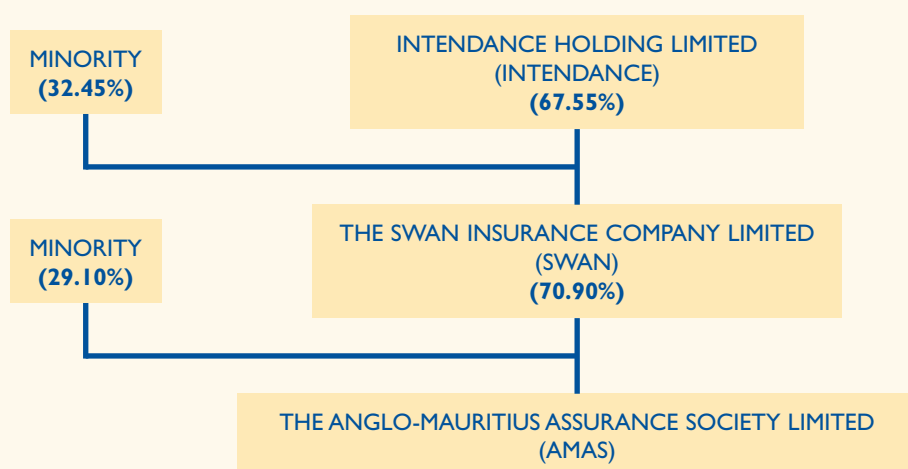 MINORITY
(32.45%)
INTENDANCE HOLDING LIMITED
(INTENDANCE)
(67.55%)
MINORITY
(29.10%)
THE SWAN INSURANCE COMPANY LIMITED
(SWAN)
(70.90%)
THE ANGLO-MAURITIUS ASSURANCE SOCIETY LIMITED
(AMAS)